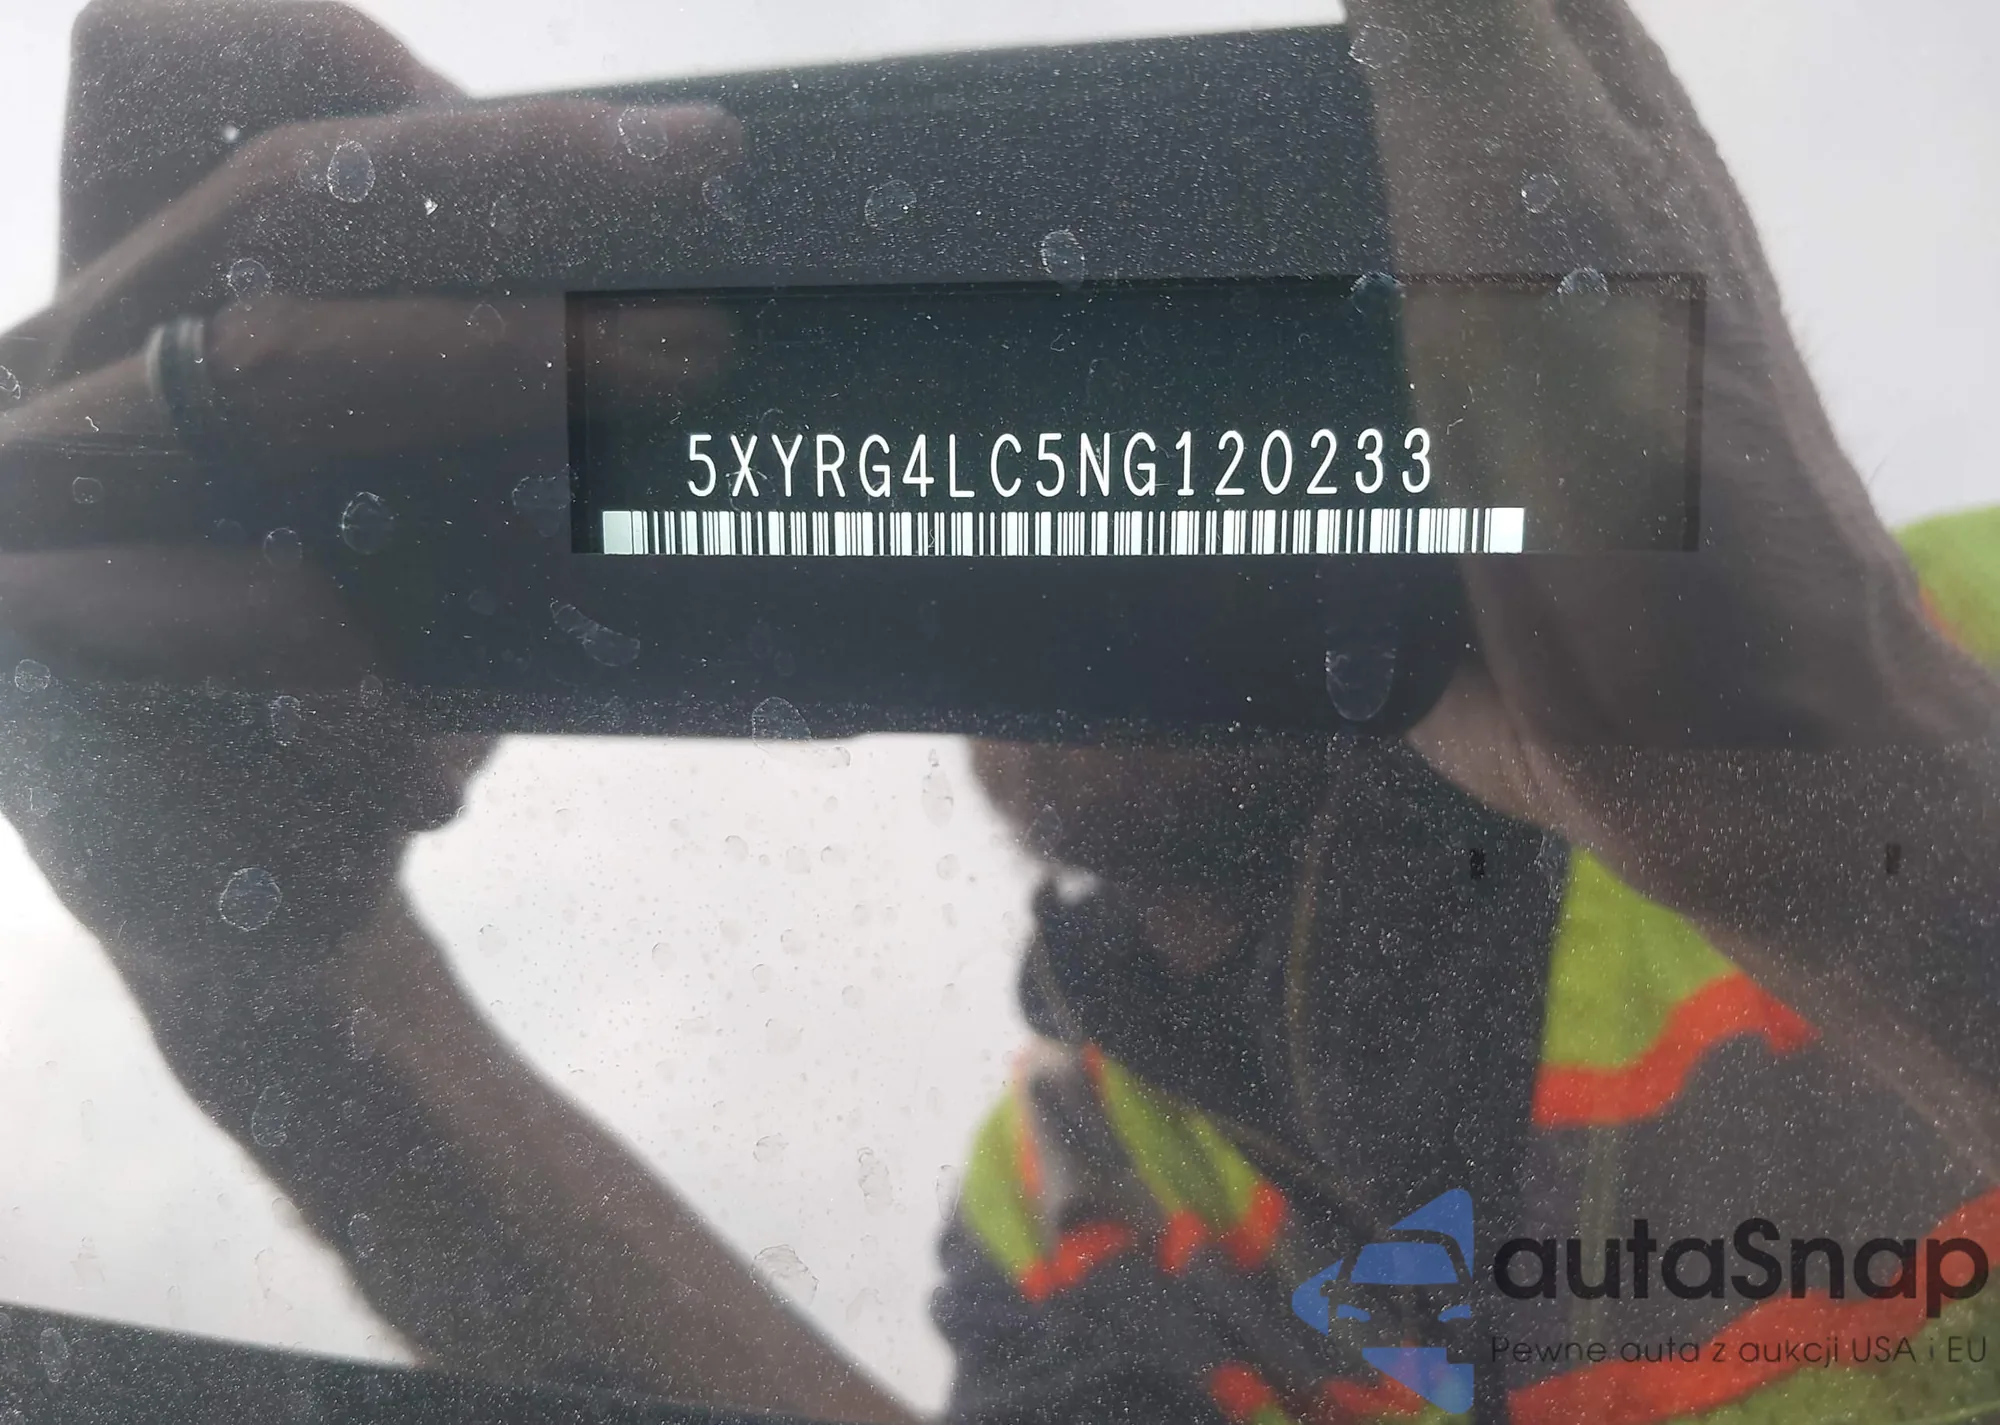 5XYRG4LC5NG120233
autaSnap
Pewne auta z aukcji USA i EU